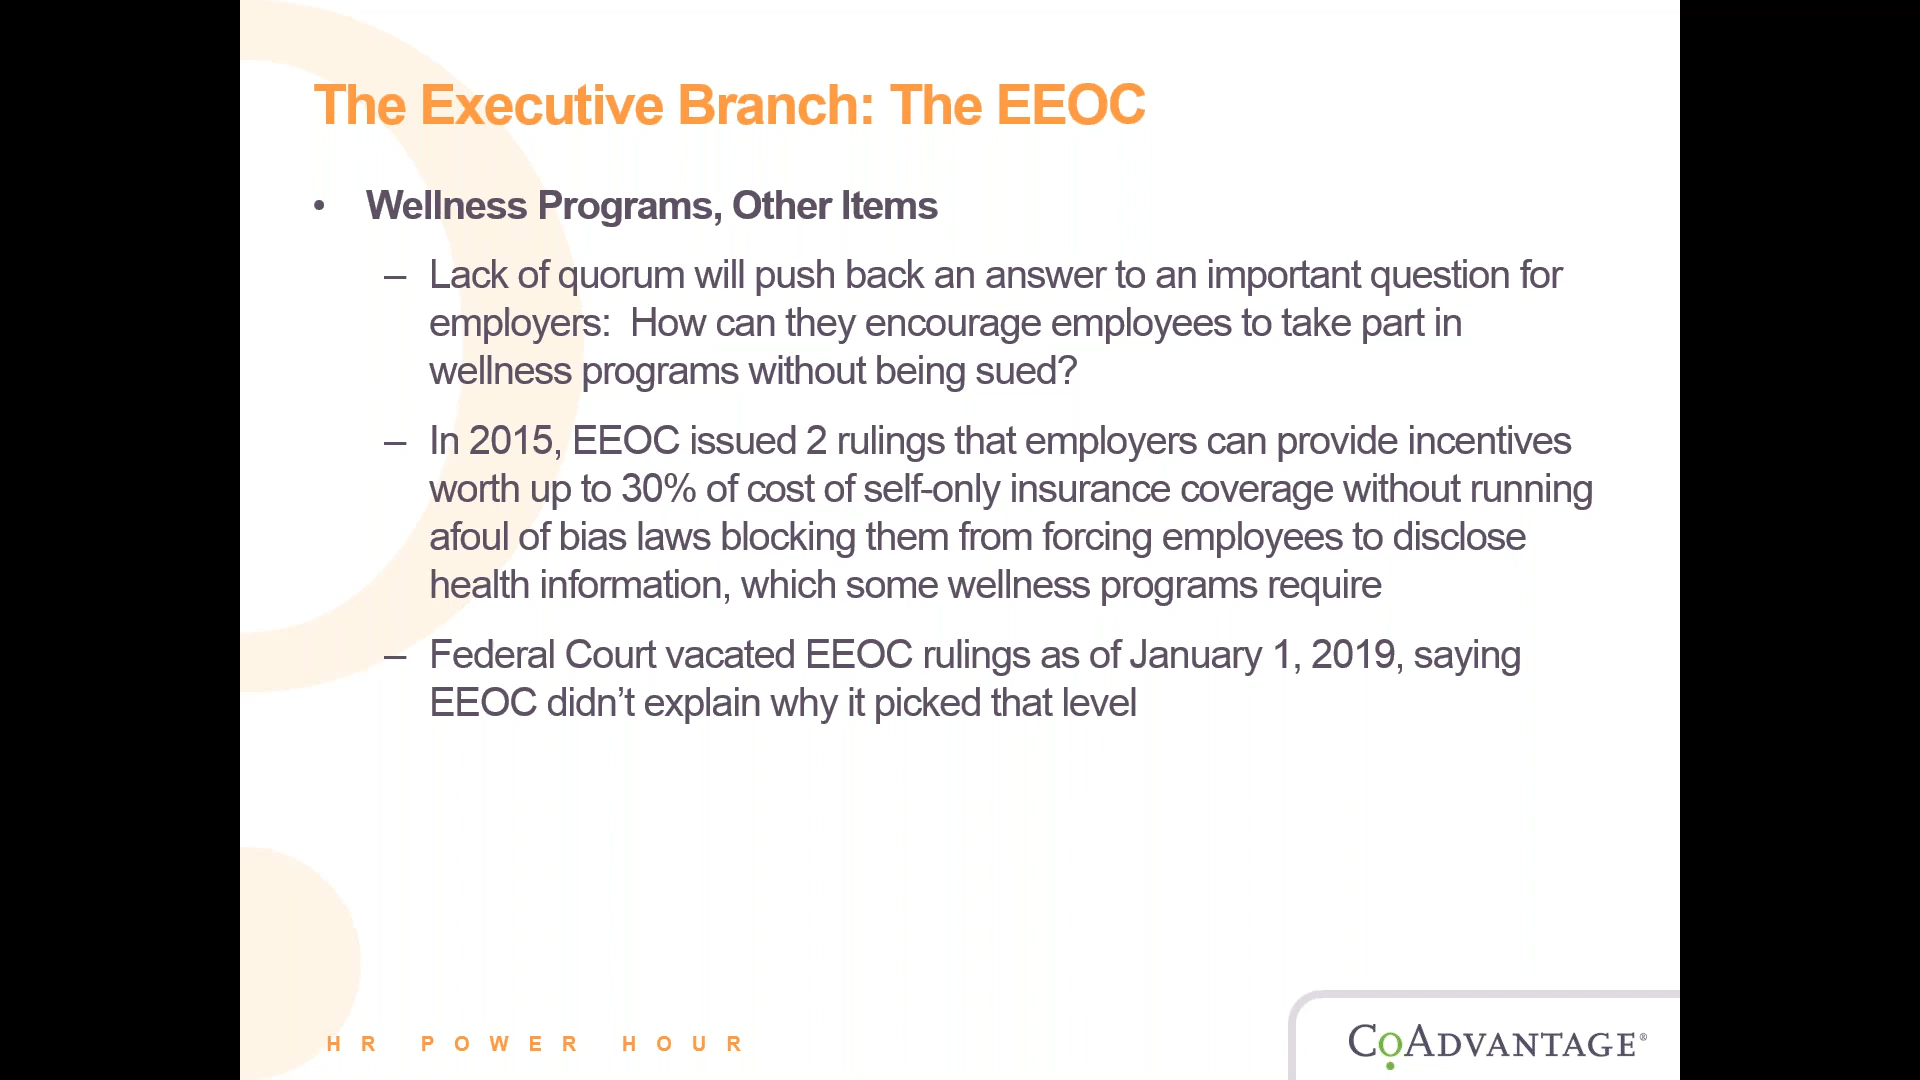 The Executive Branch: The EEOC
• Wellness Programs, Other Items
– Lack of quorum will push back an answer to an important question for
employers:  How can they encourage employees to take part in
wellness programs without being sued?
– In 2015, EEOC issued 2 rulings that employers can provide incentives
worth up to 30% of cost of self-only insurance coverage without running
afoul of bias laws blocking them from forcing employees to disclose
health information, which some wellness programs require
– Federal Court vacated EEOC rulings as of January 1, 2019, saying
EEOC didn’t explain why it picked that level
HR POWER HOUR
CoAdvantage®